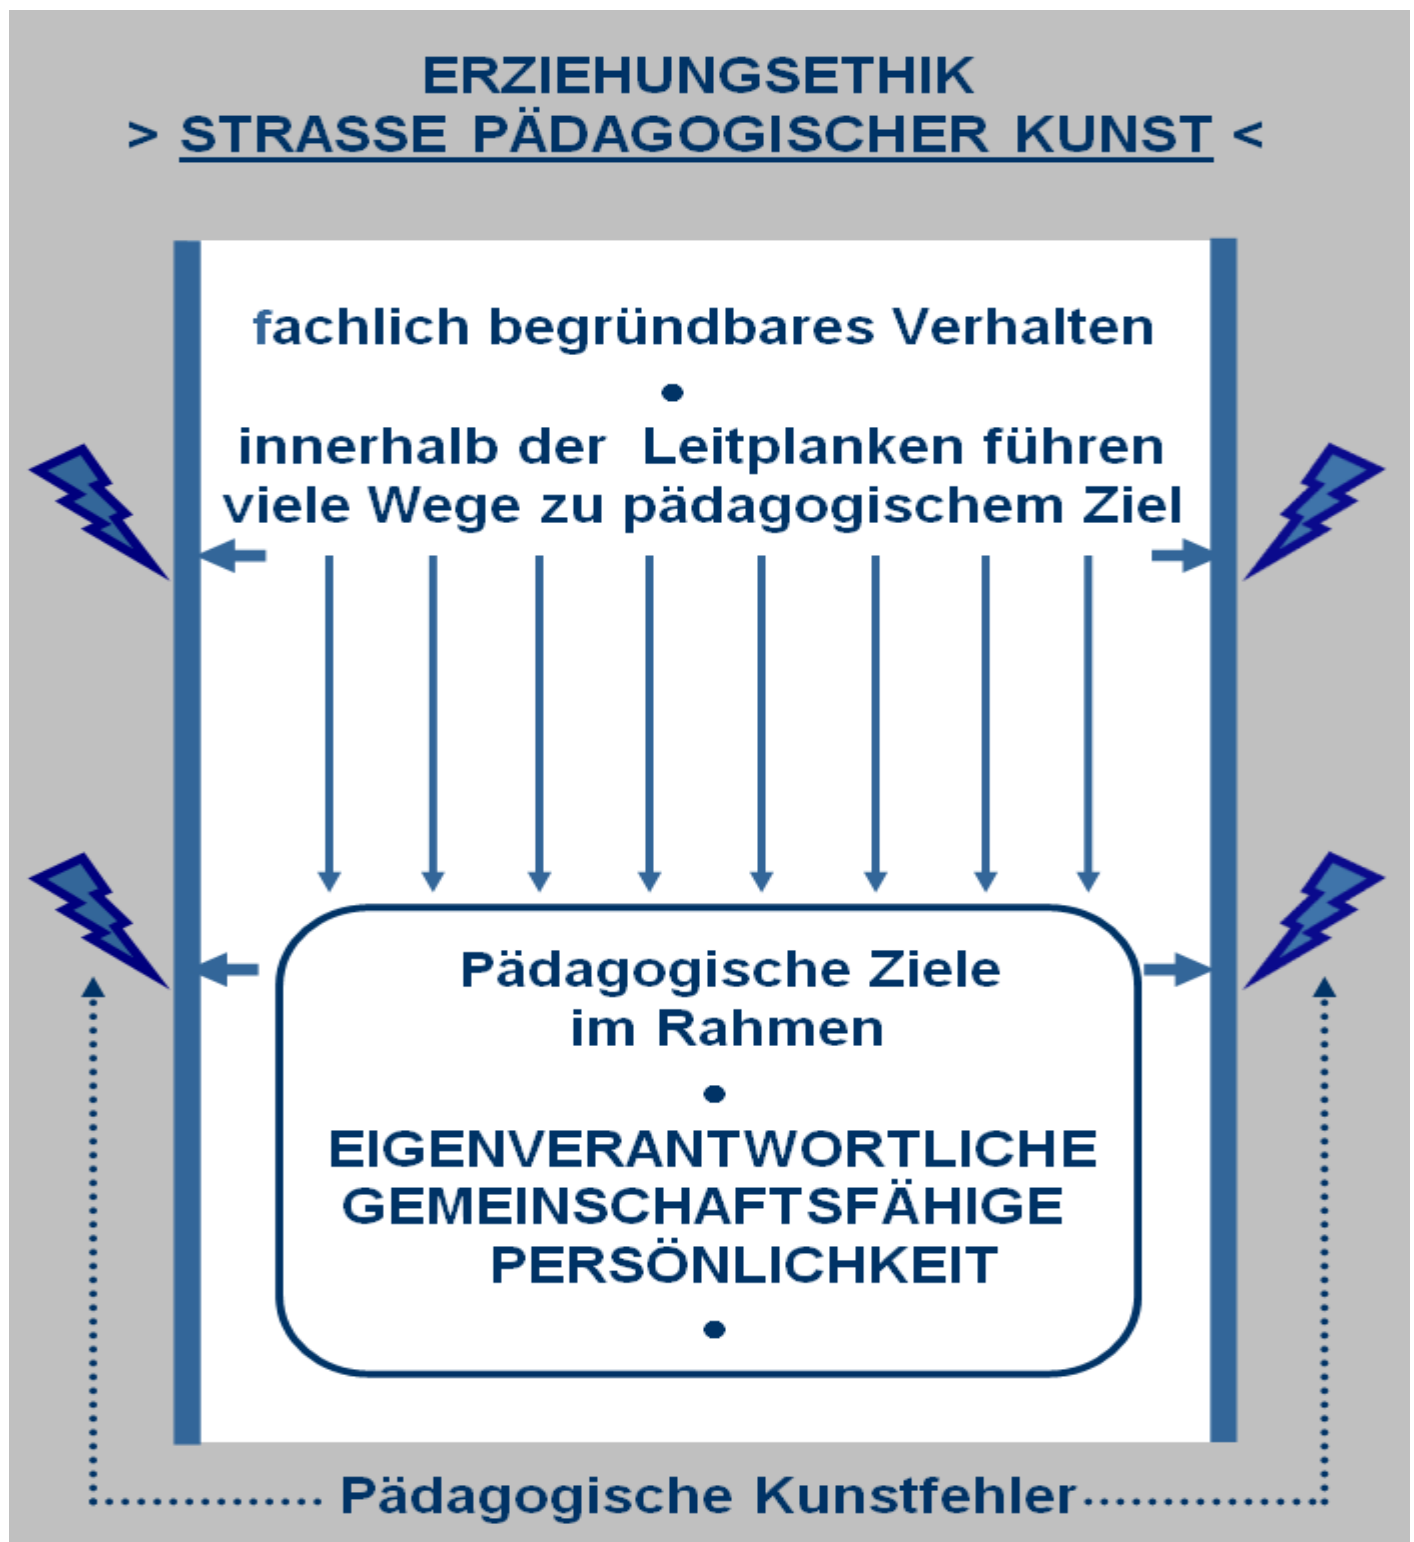 ERZIEHUNGSETHIK
> STRASSE PÄDAGOGISCHER KUNST <
fachlich begründbares Verhalten
•
innerhalb der Leitplanken führen
viele Wege zu pädagogischem Ziel
Pädagogische Ziele
im Rahmen
•
EIGENVERANTWORTLICHE
GEMEINSCHAFTSFÄHIGE
PERSÖNLICHKEIT
•
Pädagogische Kunstfehler